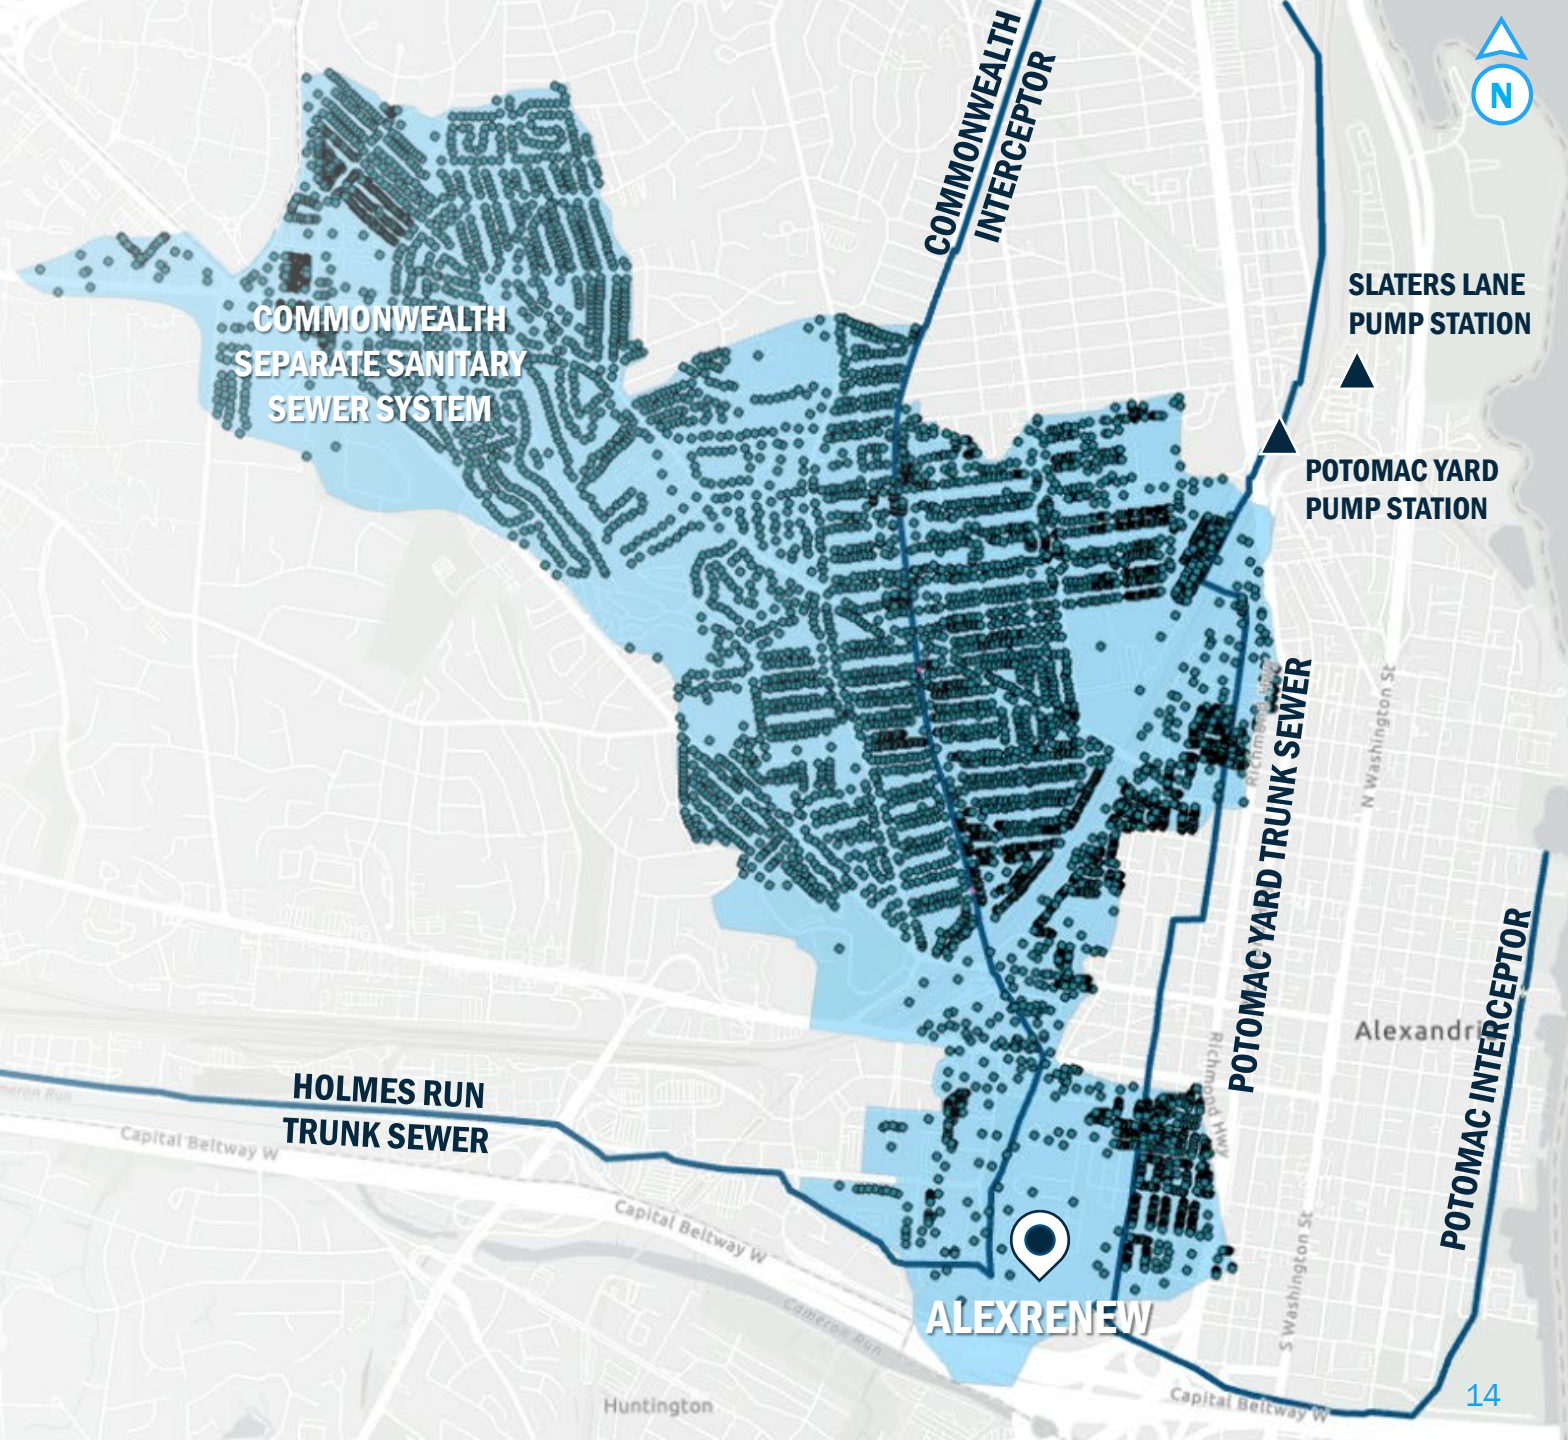 N
COMMONWEALTH
INTERCEPTOR
SLATERS LANE
PUMP STATION
COMMONWEALTH
SEPARATE SANITARY
SEWER SYSTEM
POTOMAC YARD
PUMP STATION
POTOMAC YARD TRUNK SEWER
N Washington St
POTOMAC INTERCEPTOR
Richmond Hwy
HOLMES RUN
TRUNK SEWER
Capital Beltway W
Capital Beltway W
S Washington St
ALEXRENEW
Cameron Run
Huntington
Capital Beltway W
14